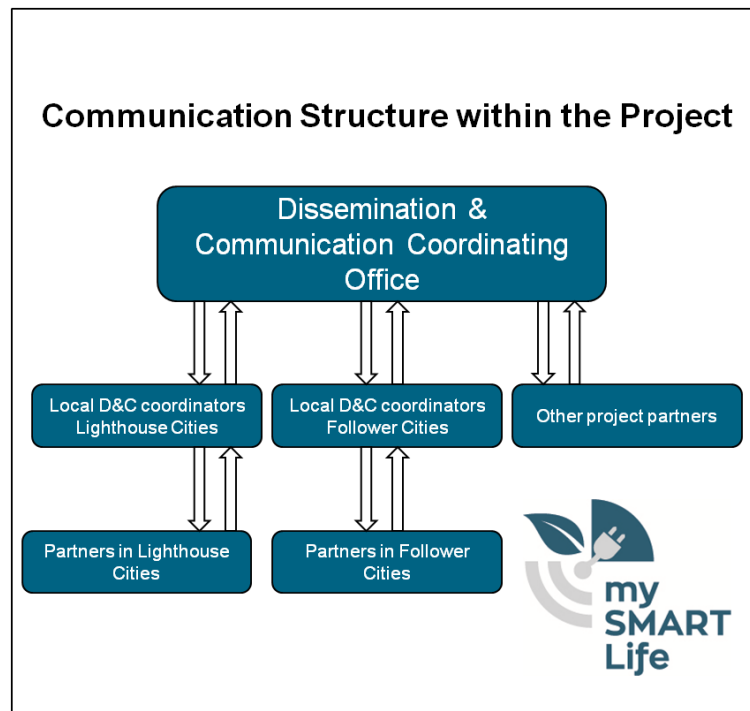 Communication Structure within the Project
Dissemination &
Communication Coordinating
Office
Local D&C coordinators
Lighthouse Cities
Local D&C coordinators
Follower Cities
Other project partners
Partners in Lighthouse
Cities
Partners in Follower
Cities
my
SMART
Life